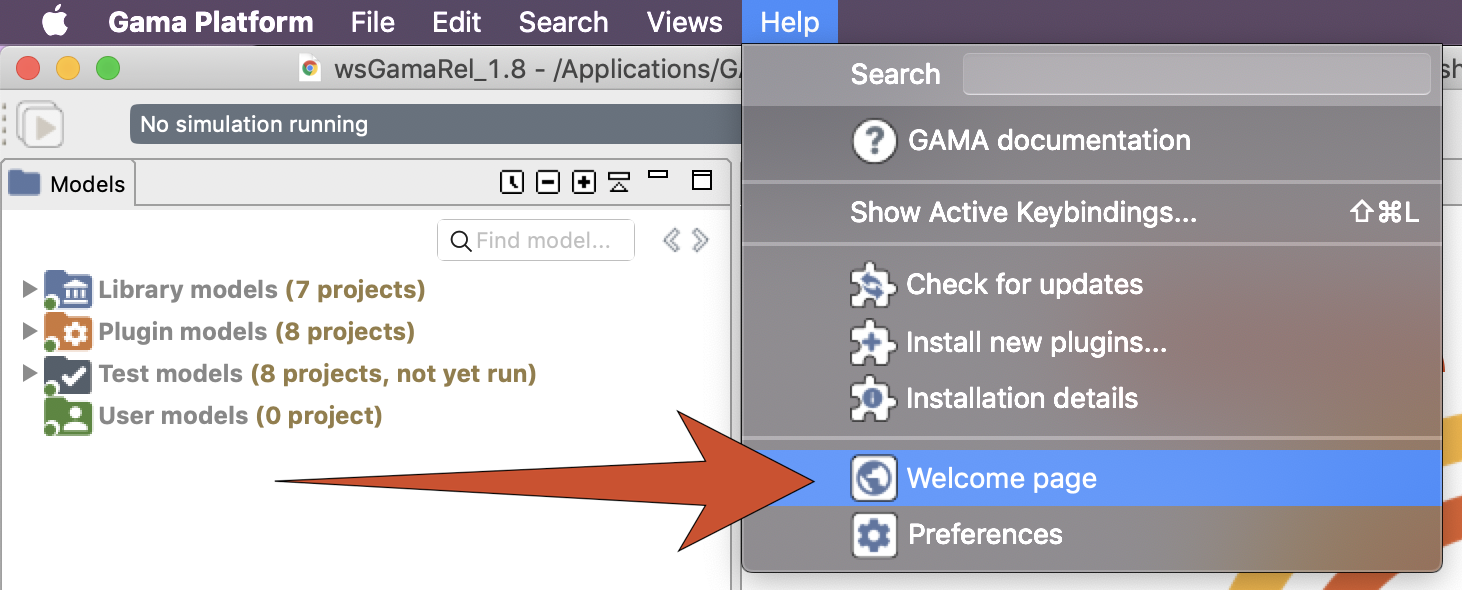 Gama Platform File Edit Search Views Help
wsGamaRel_1.8 - /Applications/GA
Search
No simulation running
GAMA documentation
Models
Show Active Keybindings... ⇧⌘L
Find model...
Library models (7 projects)
Check for updates
Plugin models (8 projects)
Install new plugins...
Test models (8 projects, not yet run)
Installation details
User models (0 project)
Welcome page
Preferences